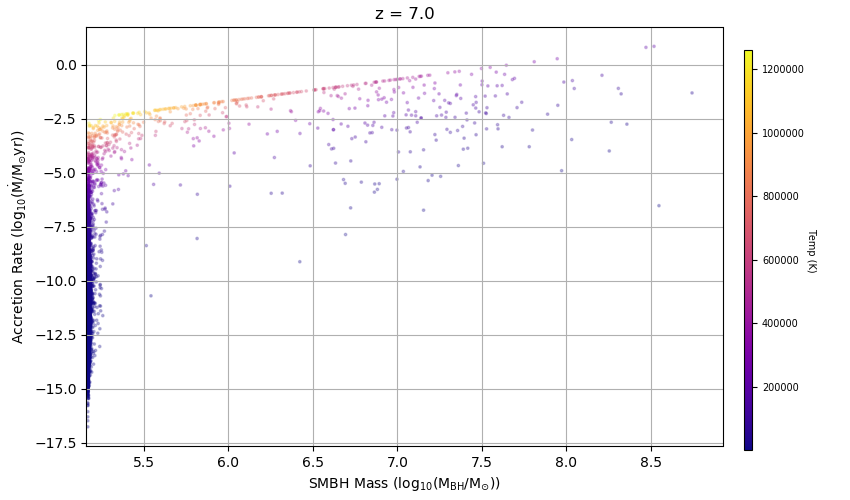 z = 7.0
Accretion Rate (log₁₀(Ṁ/M☉yr))
0.0
−2.5
−5.0
−7.5
−10.0
−12.5
−15.0
−17.5
5.5 6.0 6.5 7.0 7.5 8.0 8.5
SMBH Mass (log₁₀(M_BH/M☉))
1200000
1000000
800000
600000
400000
200000
Temp (K)